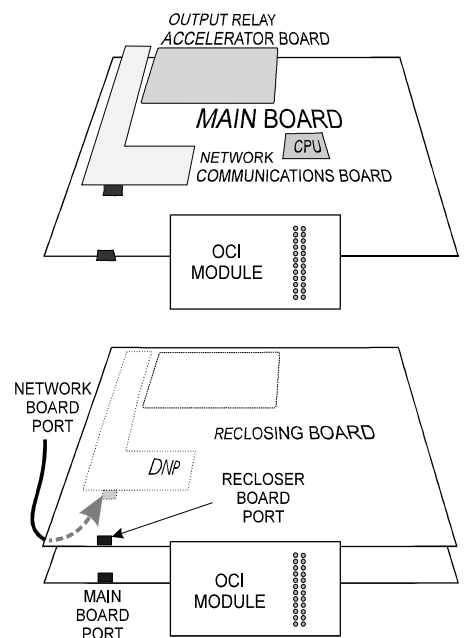 OUTPUT RELAY
ACCELERATOR BOARD
MAIN BOARD
CPU
NETWORK
COMMUNICATIONS BOARD
OCI
MODULE
NETWORK
BOARD
PORT
RECLOSING BOARD
DNP
RECLOSER
BOARD
PORT
OCI
MODULE
MAIN
BOARD
PORT